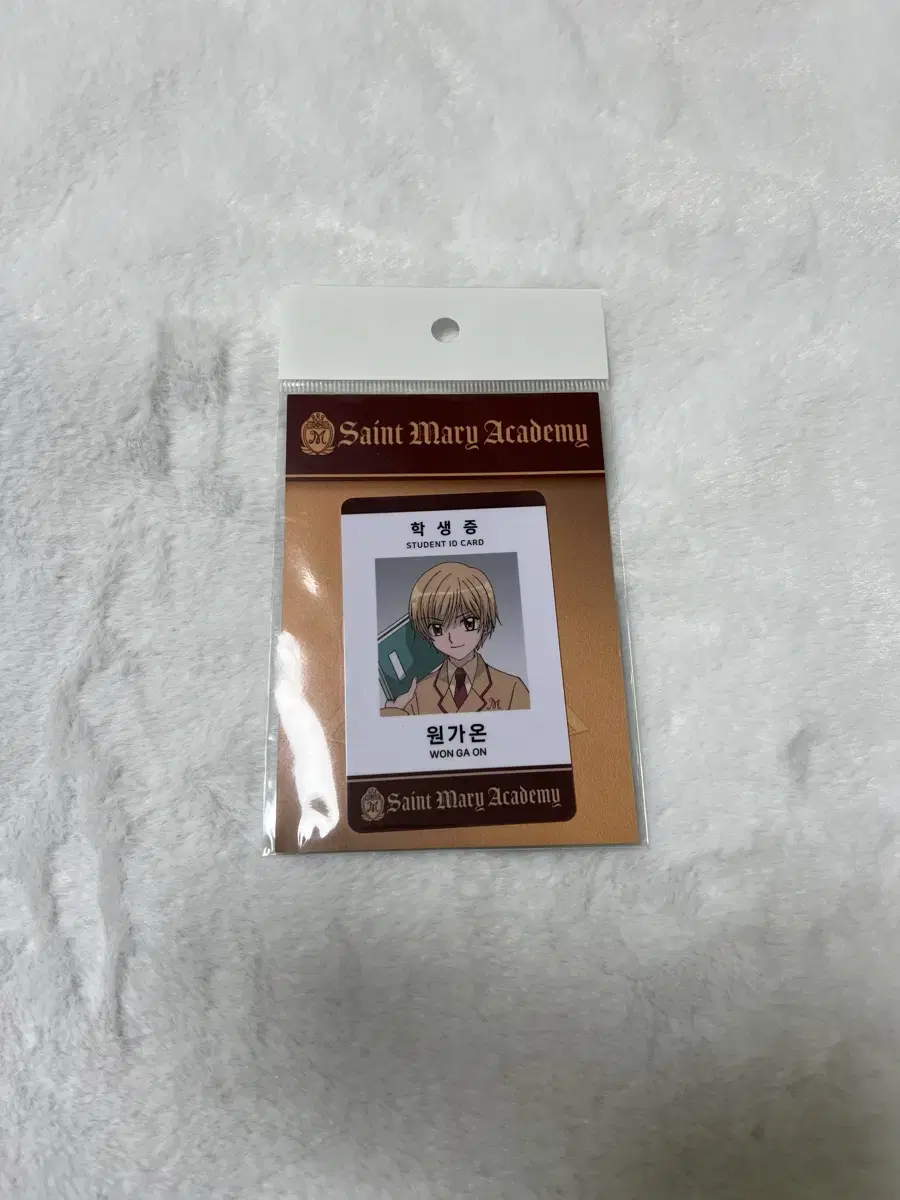 Saint Mary Academy
학생증
STUDENT ID CARD
M
원가온
WON GA ON
Saint Mary Academy